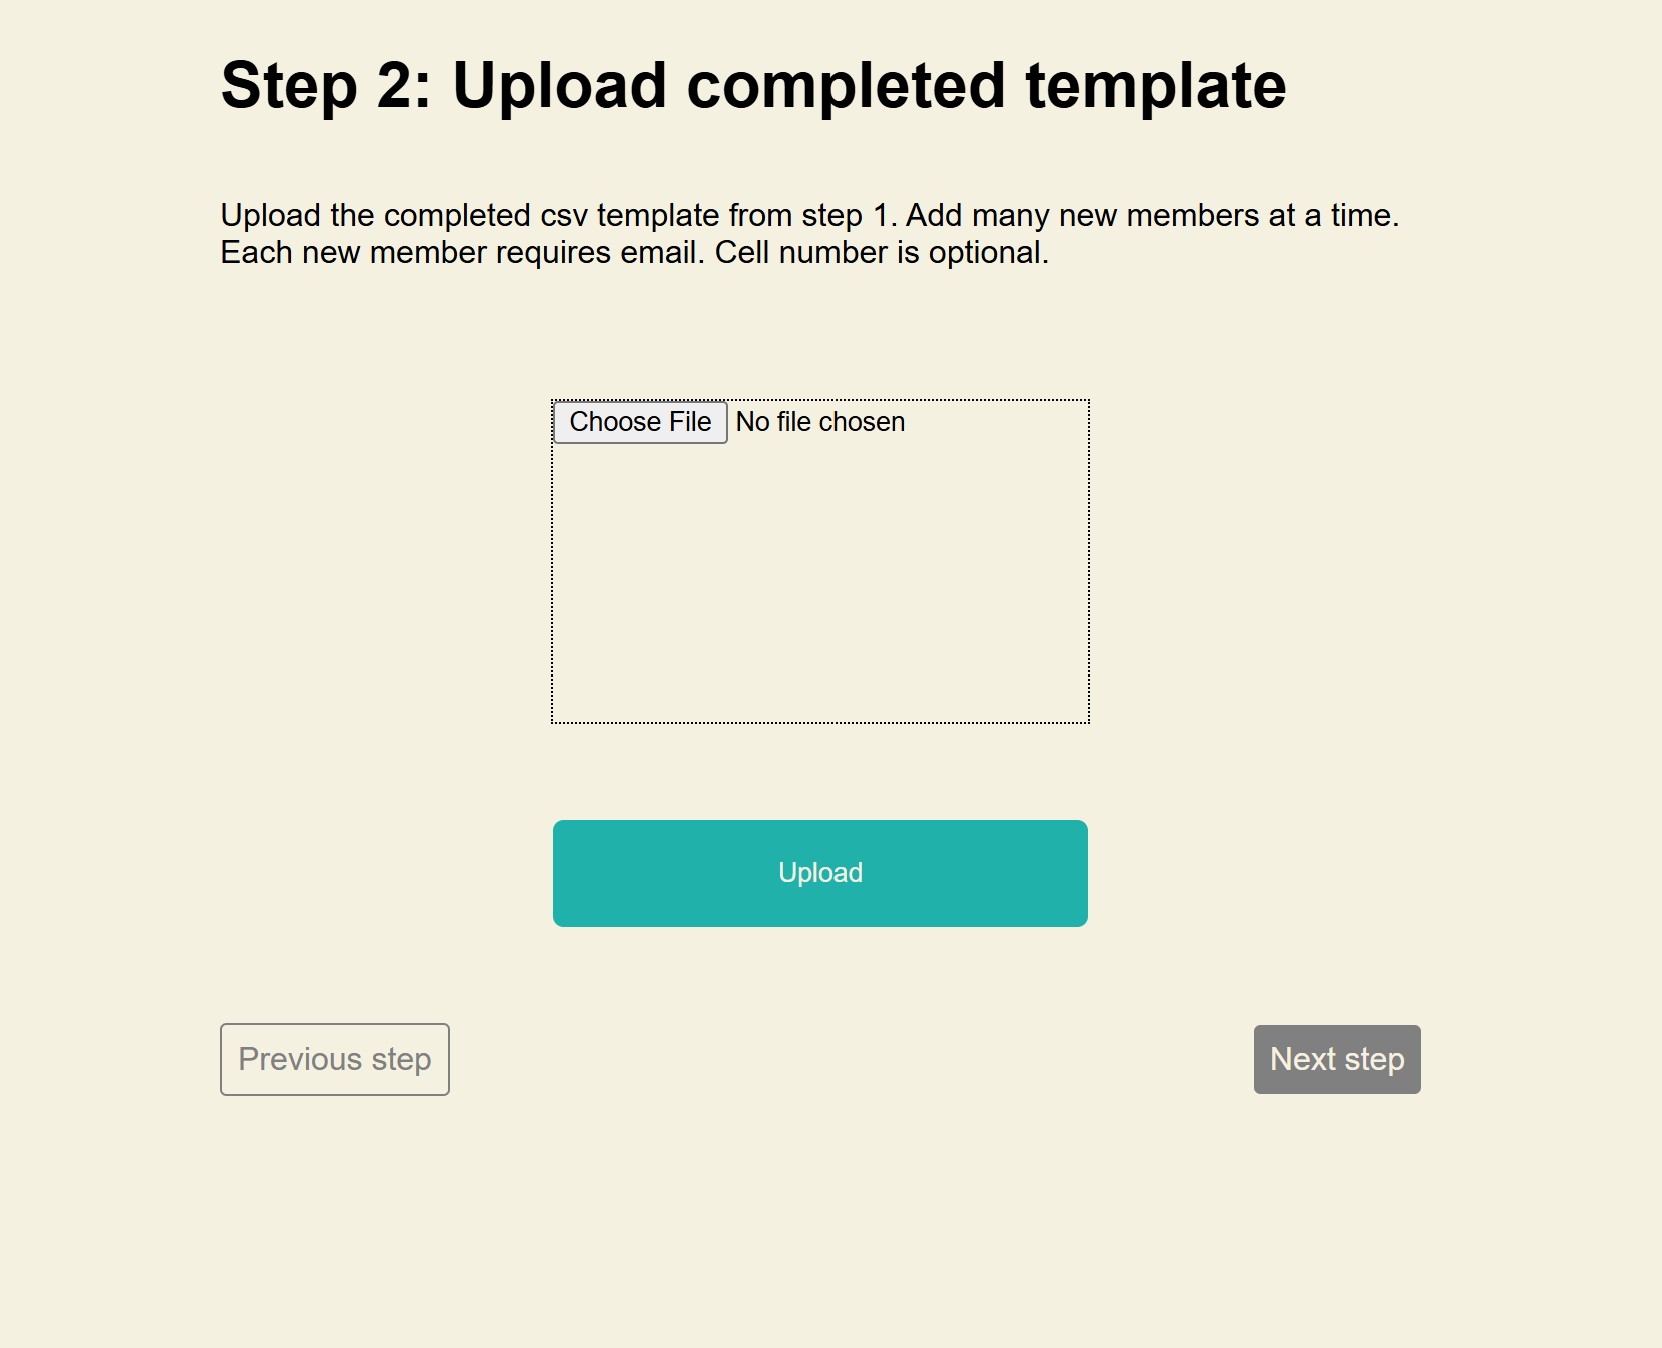 Step 2: Upload completed template
Upload the completed csv template from step 1. Add many new members at a time.
Each new member requires email. Cell number is optional.
Choose File No file chosen
Upload
Previous step
Next step